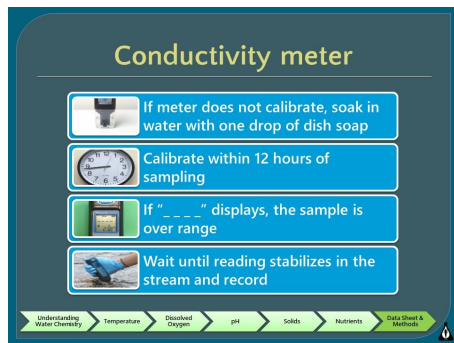 Conductivity meter
If meter does not calibrate, soak in
water with one drop of dish soap
Calibrate within 12 hours of
sampling
If “_ _ _ _” displays, the sample is
over range
Wait until reading stabilizes in the
stream and record
Understanding
Water Chemistry
Temperature
Dissolved
Oxygen
pH
Solids
Nutrients
Data Sheet &
Methods